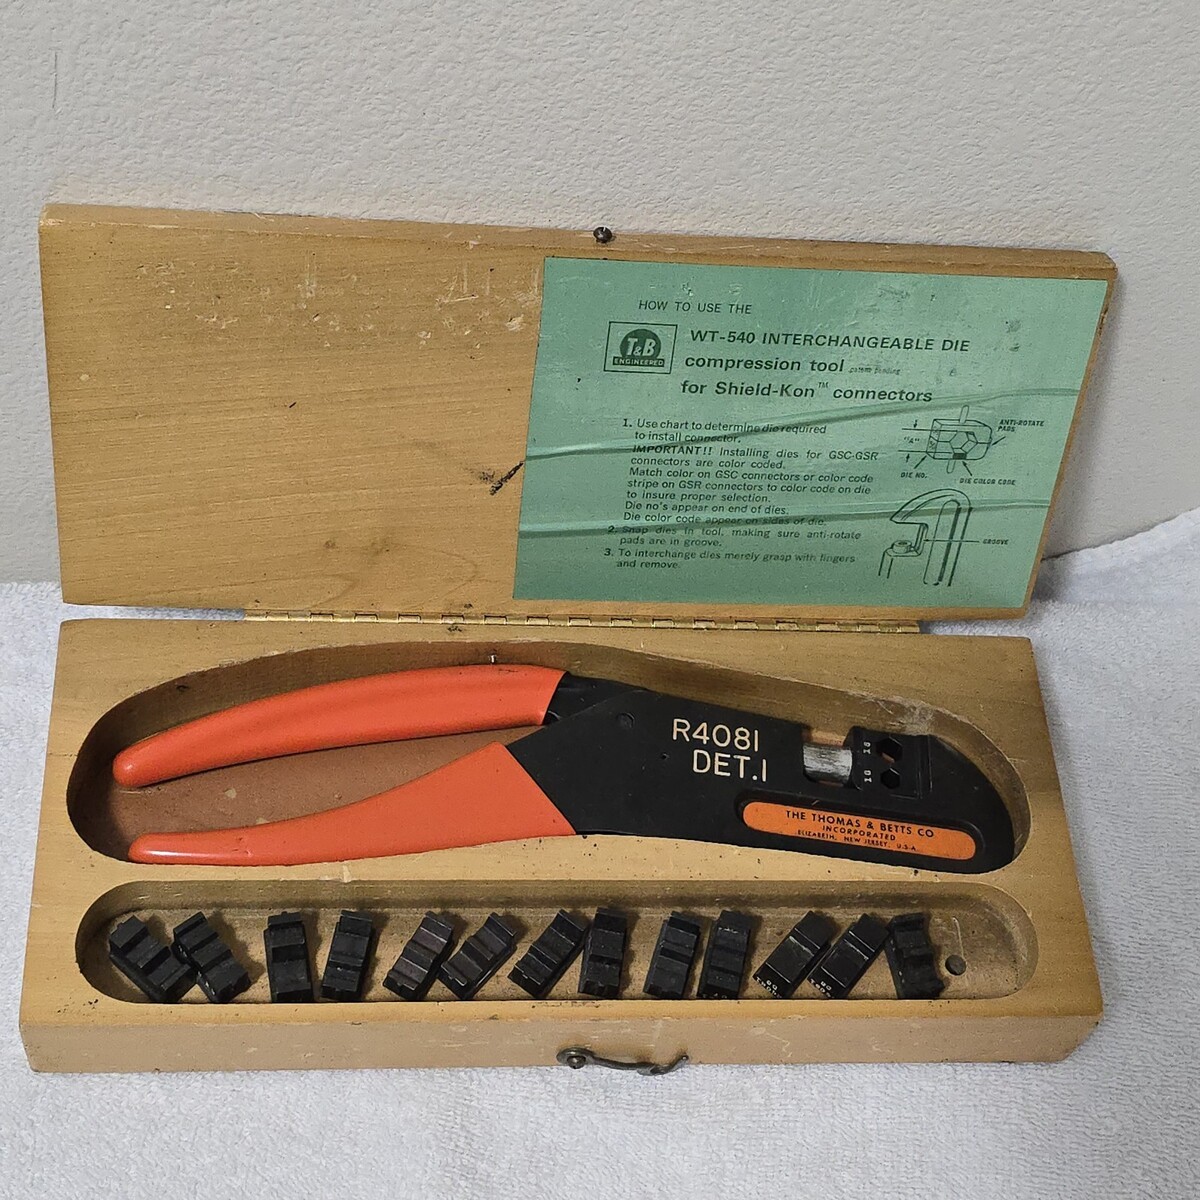 HOW TO USE THE
T&B
ENGINEERED
WT-540 INTERCHANGEABLE DIE
compression tool patent pending
for Shield-Kon™ connectors
1. Use chart to determine die required
to install connector.
IMPORTANT!! Installing dies for GSC-GSR
connectors are color coded.
Match color on GSC connectors or color code
stripe on GSR connectors to color code on die
to insure proper selection.
Die no's appear on end of dies.
Die color code appear on sides of die.
2. Snap dies in tool, making sure anti-rotate
pads are in groove.
3. To interchange dies merely grasp with fingers
and remove.
ANTI-ROTATE
PADS
"A"
DIE NO.
DIE COLOR CODE
GROOVE
R4081
DET.1
THE THOMAS & BETTS CO
INCORPORATED
ELIZABETH, NEW JERSEY, U.S.A.